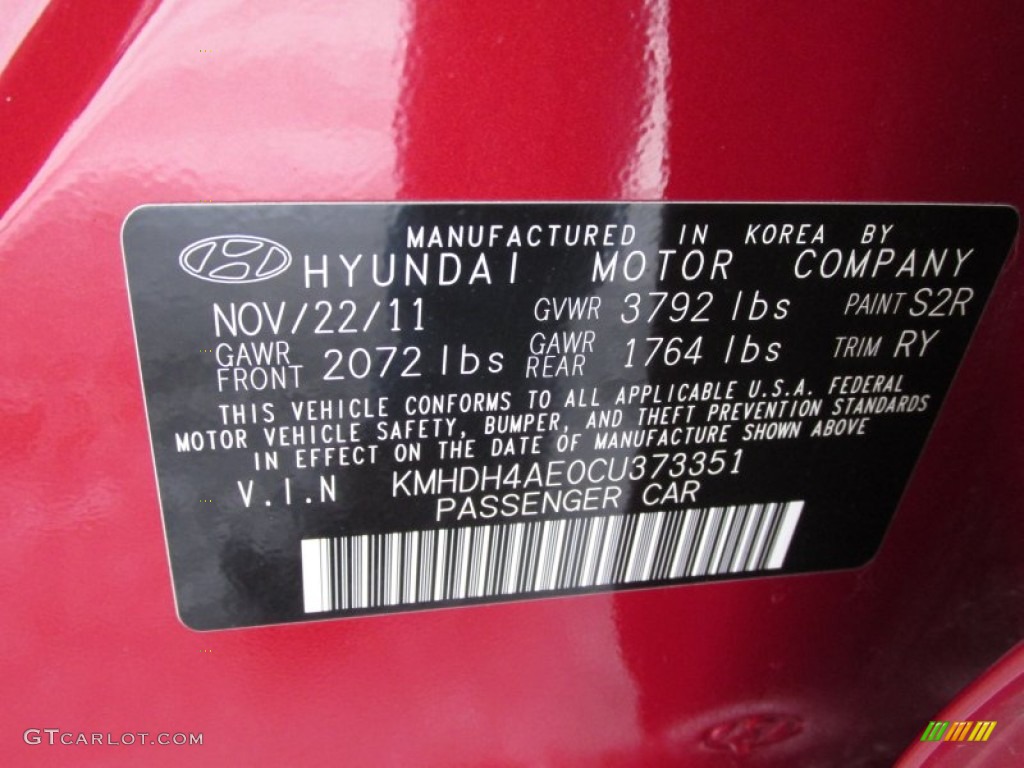 MANUFACTURED IN KOREA BY
HYUNDAI MOTOR COMPANY
NOV/22/11 GVWR 3792 lbs PAINT S2R
GAWR FRONT 2072 lbs GAWR REAR 1764 lbs TRIM RY
THIS VEHICLE CONFORMS TO ALL APPLICABLE U.S.A. FEDERAL
MOTOR VEHICLE SAFETY, BUMPER, AND THEFT PREVENTION STANDARDS
IN EFFECT ON THE DATE OF MANUFACTURE SHOWN ABOVE
V.I.N KMHDH4AE0CU373351
PASSENGER CAR
GTCARLOT.COM